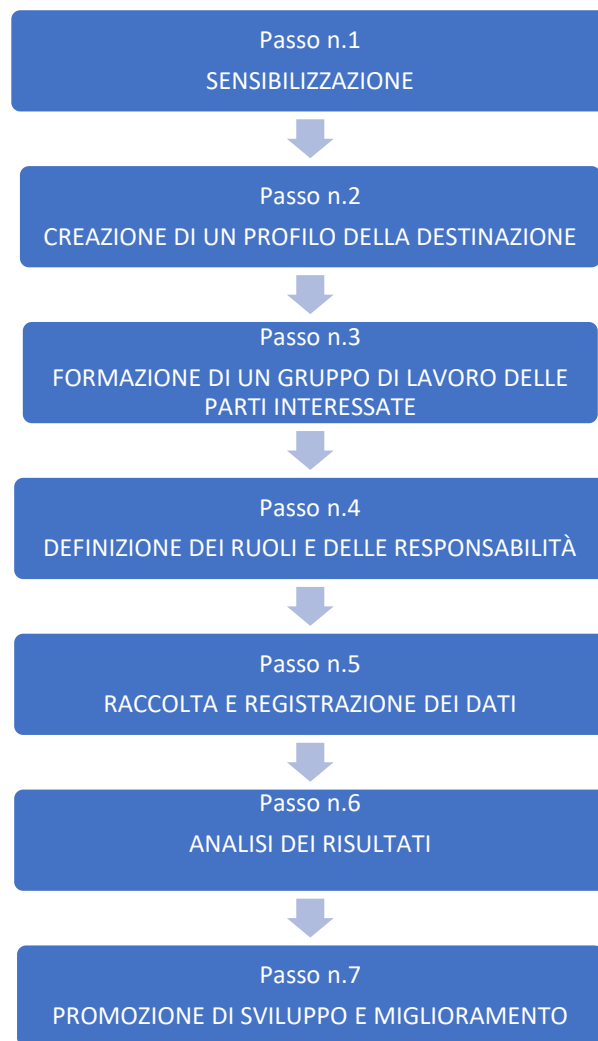 Passo n.1
SENSIBILIZZAZIONE
Passo n.2
CREAZIONE DI UN PROFILO DELLA DESTINAZIONE
Passo n.3
FORMAZIONE DI UN GRUPPO DI LAVORO DELLE
PARTI INTERESSATE
Passo n.4
DEFINIZIONE DEI RUOLI E DELLE RESPONSABILITÀ
Passo n.5
RACCOLTA E REGISTRAZIONE DEI DATI
Passo n.6
ANALISI DEI RISULTATI
Passo n.7
PROMOZIONE DI SVILUPPO E MIGLIORAMENTO